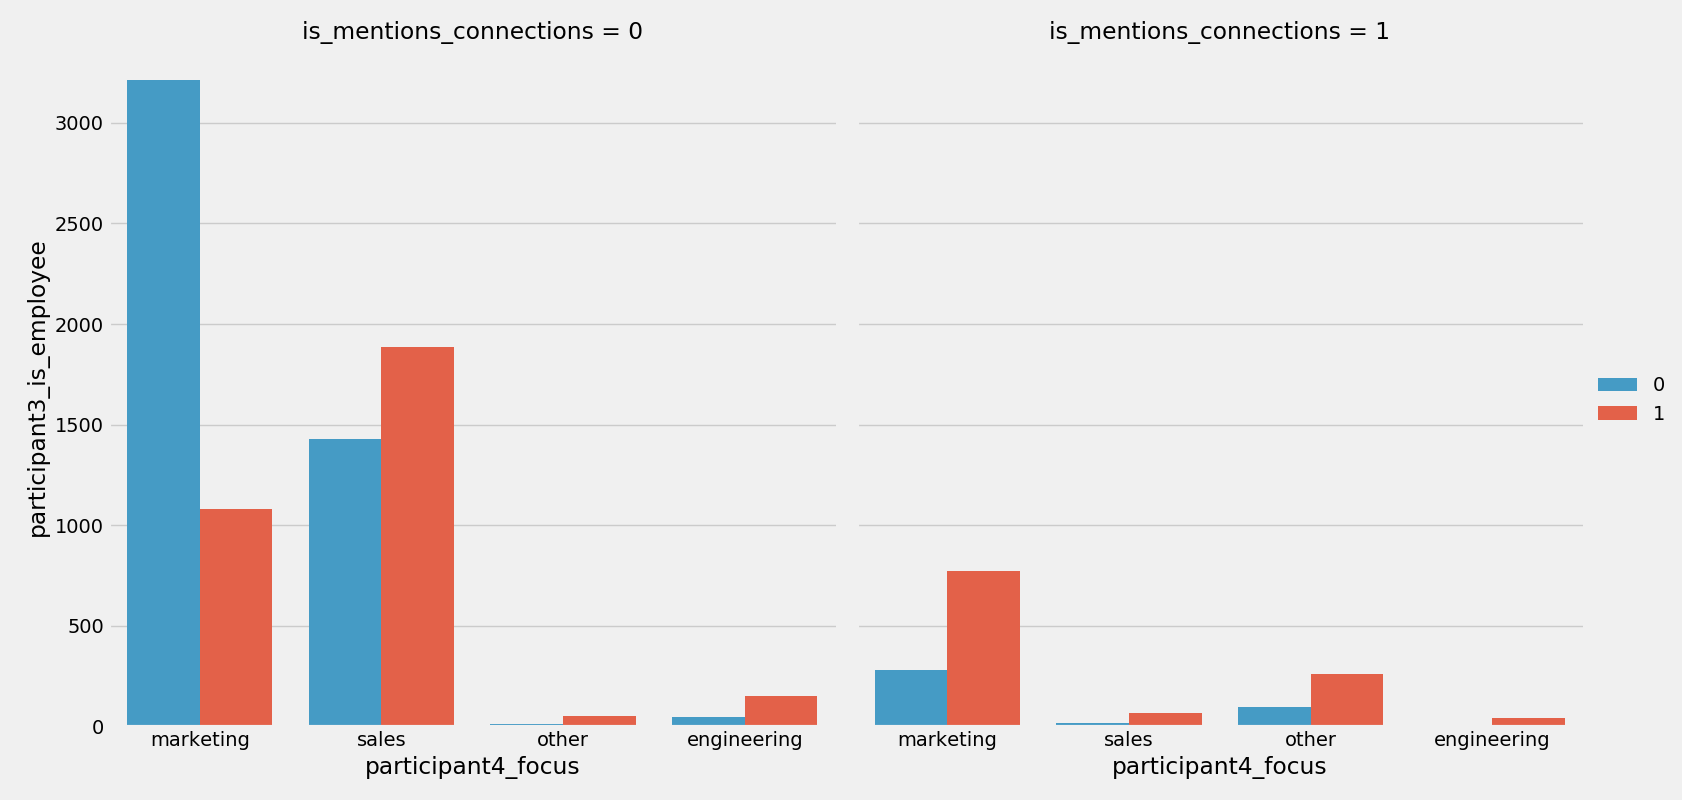 is_mentions_connections = 0
is_mentions_connections = 1
participant3_is_employee
3000
2500
2000
1500
1000
500
0
marketing
sales
other
engineering
participant4_focus
marketing
sales
other
engineering
participant4_focus
0
1